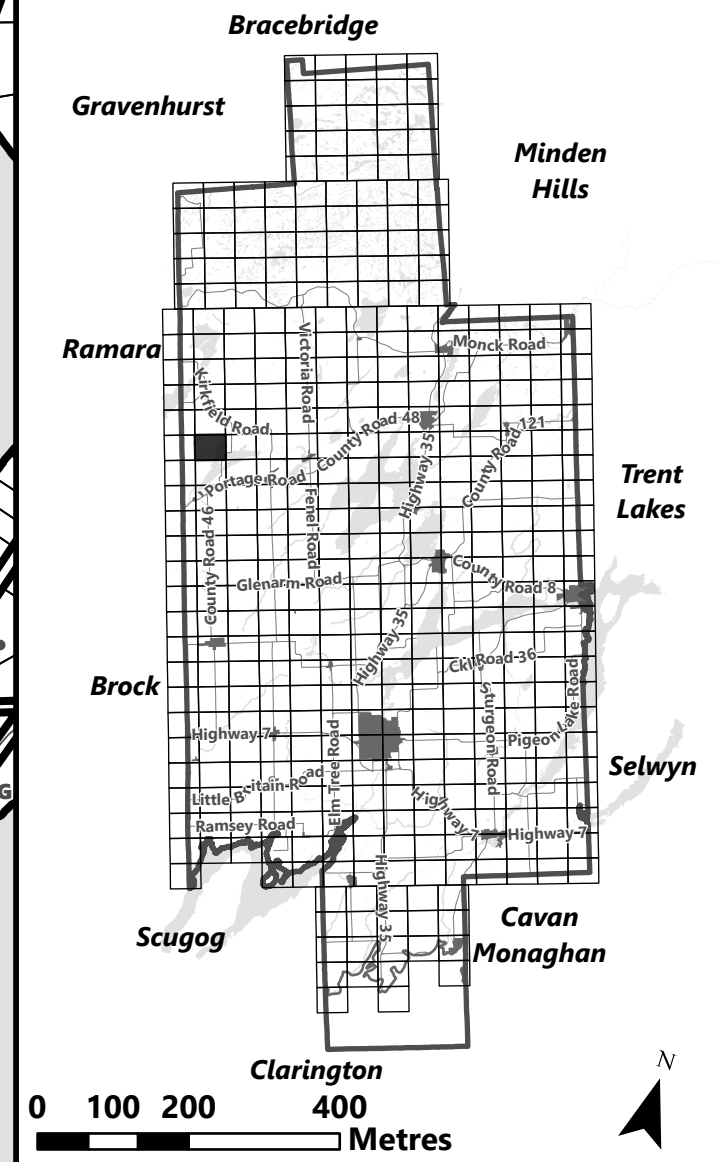 Bracebridge
Gravenhurst
Minden
Hills
Ramara
Victoria Road
Monck Road
Kirkfield Road
County Road 48
County Road 121
Highway 35
Portage Road
Trent
Lakes
County Road 46
Fenel Road
Glenarm Road
County Road 8
Highway 35
Ckl Road 36
Brock
Sturgeon Road
Pigeon Lake Road
Highway 7
Elm Tree Road
Selwyn
Little Britain Road
Highway 7
Ramsey Road
Highway 7
Highway 35
G
Scugog
Cavan
Monaghan
Clarington
N
0 100 200 400
Metres